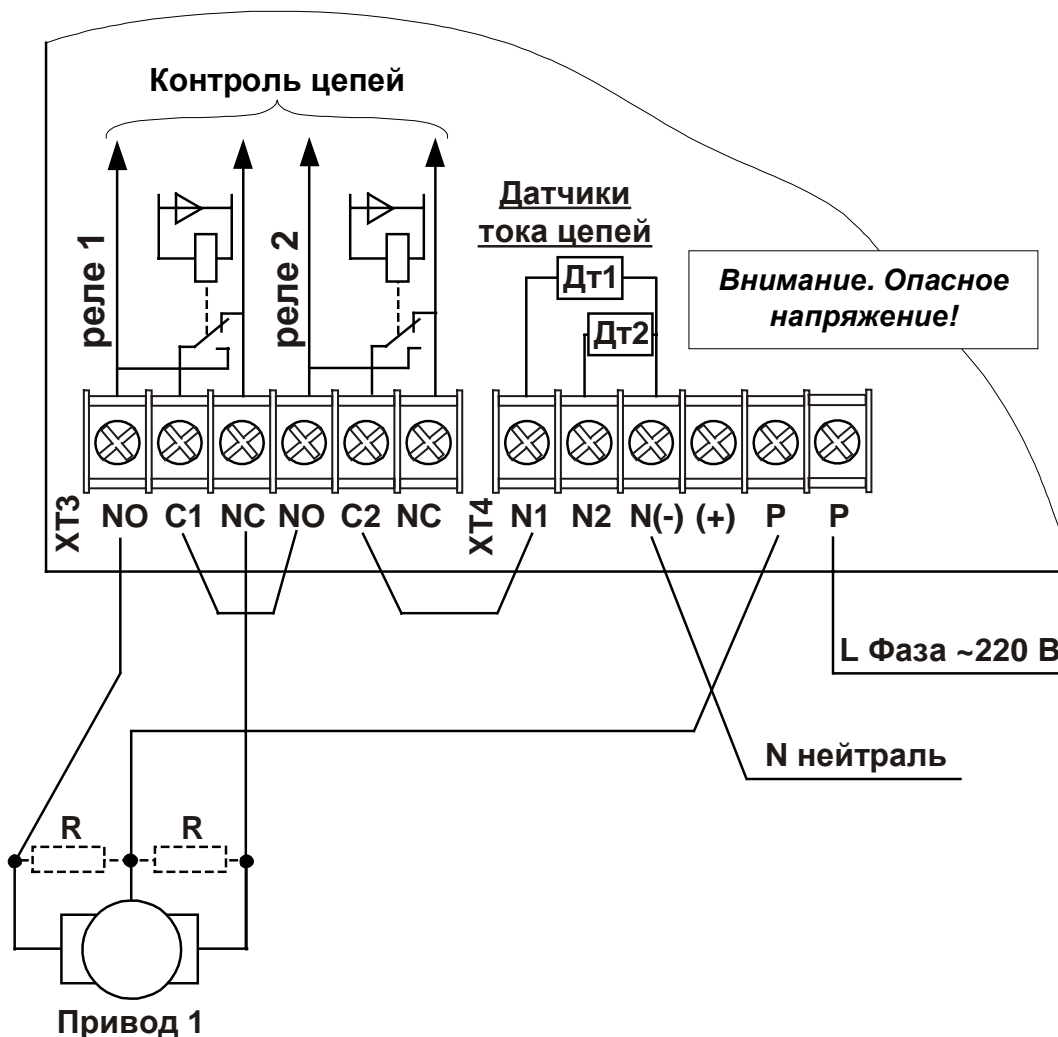 Контроль цепей
реле 1
реле 2
Датчики
тока цепей
Дт1
Дт2
Внимание. Опасное
напряжение!
XT3
NO C1 NC NO C2 NC
XT4
N1 N2 N(-) (+) P P
L Фаза ~220 В
N нейтраль
R R
Привод 1